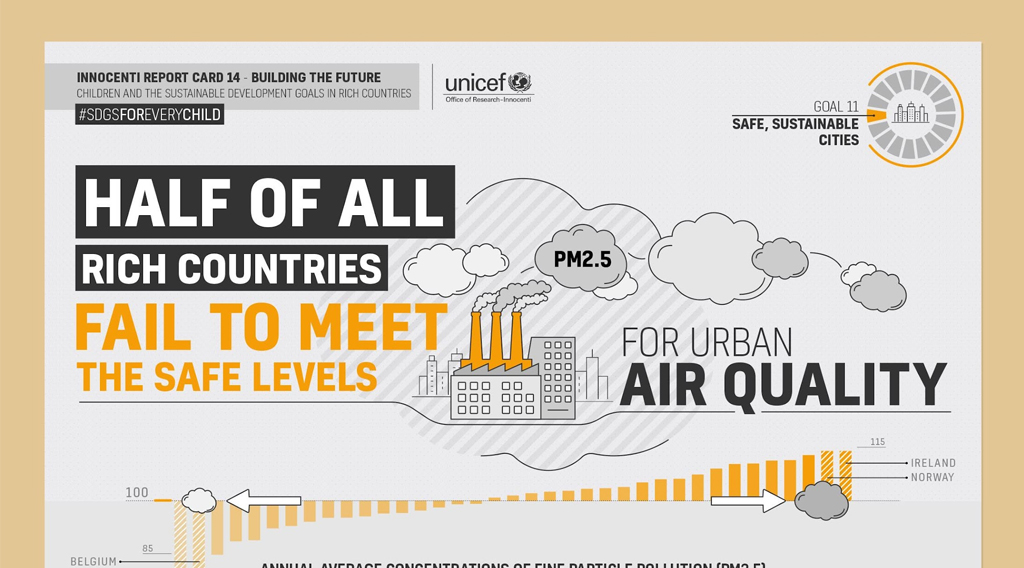 INNOCENTI REPORT CARD 14 - BUILDING THE FUTURE
CHILDREN AND THE SUSTAINABLE DEVELOPMENT GOALS IN RICH COUNTRIES
#SDGSFOREVERYCHILD
unicef
Office of Research-Innocenti
GOAL 11
SAFE, SUSTAINABLE
CITIES
HALF OF ALL
RICH COUNTRIES
FAIL TO MEET
THE SAFE LEVELS
PM2.5
FOR URBAN
AIR QUALITY
115
IRELAND
NORWAY
100
85
BELGIUM
ANNUAL AVERAGE CONCENTRATIONS OF FINE PARTICLE POLLUTION (PM2.5)